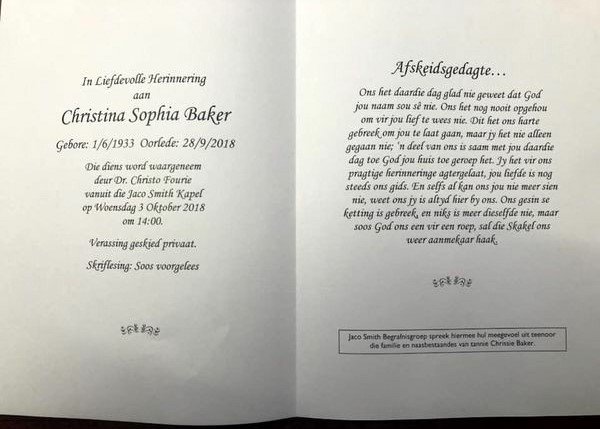 In Liefdevolle Herinnering
aan
Christina Sophia Baker
Gebore: 1/6/1933 Oorlede: 28/9/2018
Die diens word waargeneem
deur Dr. Christo Fourie
vanuit die Jaco Smith Kapel
op Woensdag 3 Oktober 2018
om 14:00.
Verassing geskied privaat.
Skriflesing: Soos voorgelees
Afskeidsgedagte...
Ons het daardie dag glad nie geweet dat God
jou naam sou sê nie. Ons het nog nooit opgehou
om vir jou lief te wees nie. Dit het ons harte
gebreek om jou te laat gaan, maar jy het nie alleen
gegaan nie; 'n deel van ons is saam met jou daardie
dag toe God jou huis toe geroep het. Jy het vir ons
pragtige herinneringe agtergelaat, jou liefde is nog
steeds ons gids. En selfs al kan ons jou nie meer sien
nie, weet ons jy is altyd hier by ons. Ons gesin se
ketting is gebreek, en niks is meer dieselfde nie, maar
soos God ons een vir een roep, sal die Skakel ons
weer aanmekaar haak.
Jaco Smith Begrafnisgroep spreek hiermee hul meegevoel uit teenoor
die familie en naasbestaandes van tannie Chrissie Baker.